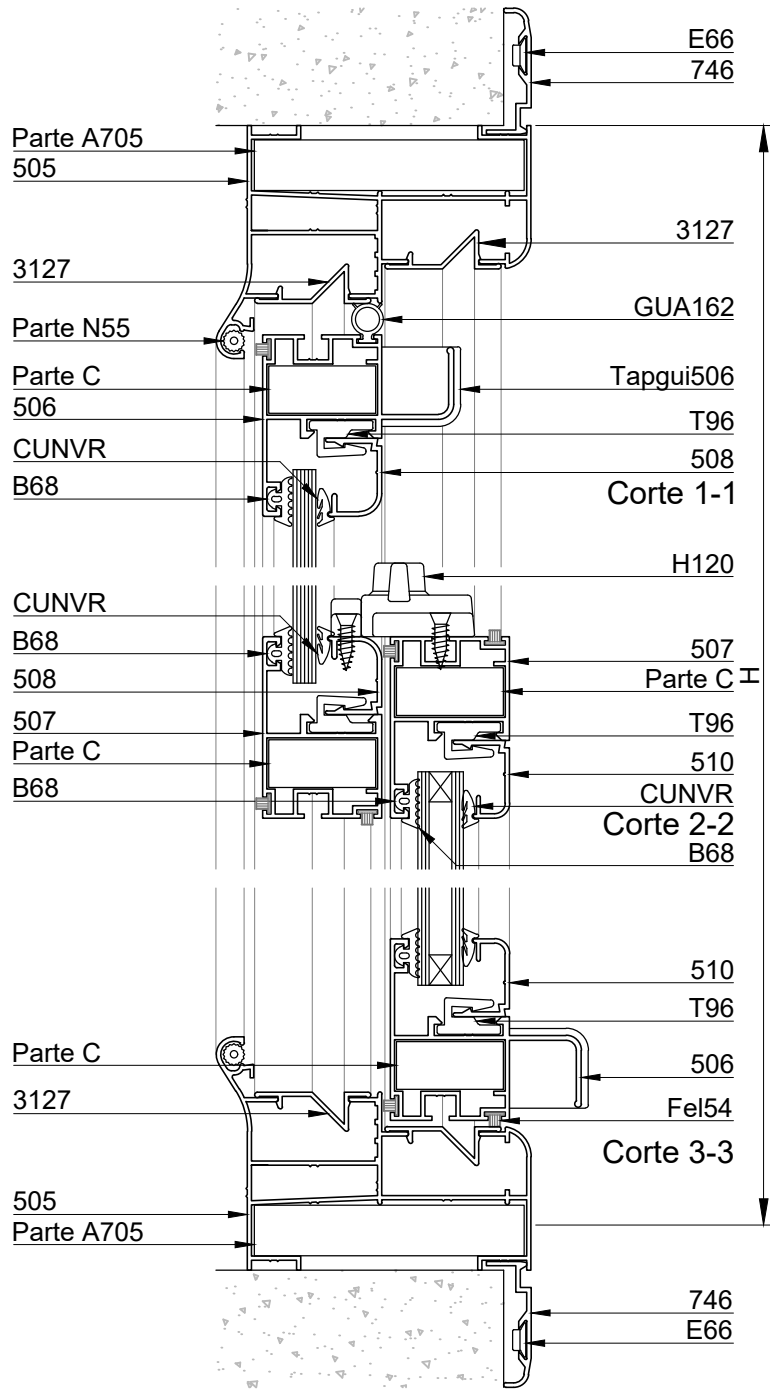 E66
746
Parte A705
505
3127
3127
GUA162
Parte N55
Parte C
Tapgui506
506
T96
CUNVR
508
B68
Corte 1-1
H120
CUNVR
B68
507
508
Parte C
H
507
T96
Parte C
510
B68
CUNVR
Corte 2-2
B68
510
T96
Parte C
506
3127
Fel54
Corte 3-3
505
Parte A705
746
E66